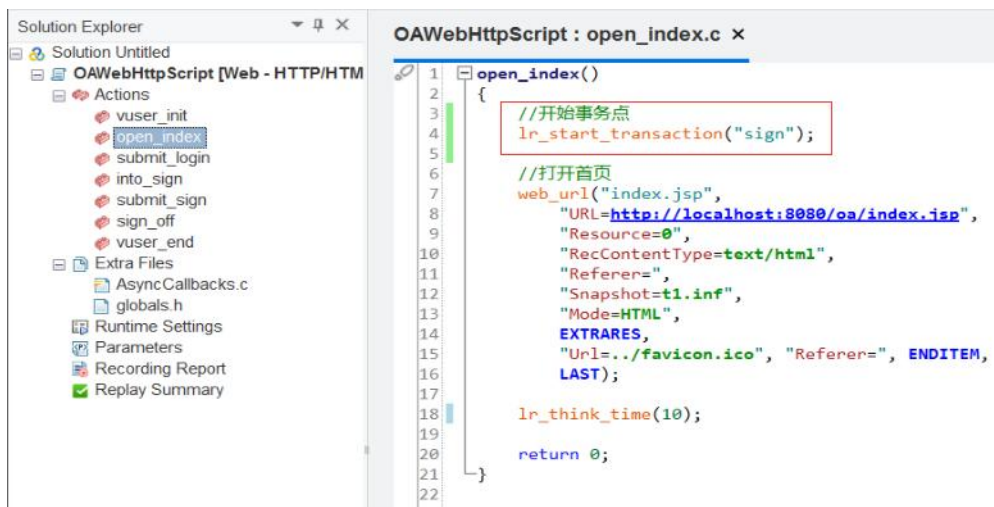 Solution Explorer
Solution Untitled
OAWebHttpScript [Web - HTTP/HTM
Actions
vuser_init
open_index
submit_login
into_sign
submit_sign
sign_off
vuser_end
Extra Files
AsyncCallbacks.c
globals.h
Runtime Settings
Parameters
Recording Report
Replay Summary
OAWebHttpScript : open_index.c ×
1 open_index()
2 {
3 //开始事务点
4 lr_start_transaction("sign");
5
6 //打开首页
7 web_url("index.jsp",
8 "URL=http://localhost:8080/oa/index.jsp",
9 "Resource=0",
10 "RecContentType=text/html",
11 "Referer=",
12 "Snapshot=t1.inf",
13 "Mode=HTML",
14 EXTRARES,
15 "Url=../favicon.ico", "Referer=", ENDITEM,
16 LAST);
17
18 lr_think_time(10);
19
20 return 0;
21 }
22